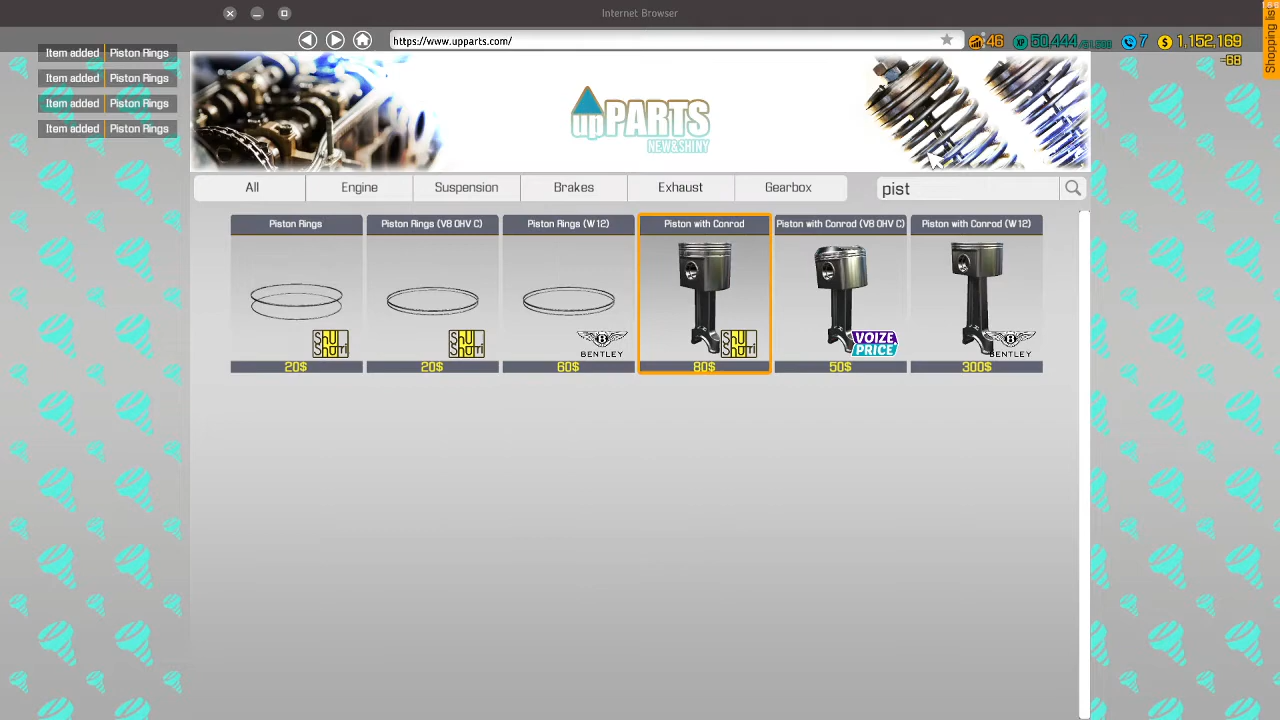 Internet Browser
https://www.upparts.com/
46
50,444
7
1,152,169
-68
Shopping list
Item added Piston Rings
Item added Piston Rings
Item added Piston Rings
Item added Piston Rings
upPARTS
NEW&SHINY
All Engine Suspension Brakes Exhaust Gearbox pist
Piston Rings Piston Rings (V8 OHV C) Piston Rings (W12) Piston with Conrod Piston with Conrod (V8 OHV C) Piston with Conrod (W12)
BENTLEY VOIZE PRICE BENTLEY
20$ 20$ 60$ 80$ 50$ 300$